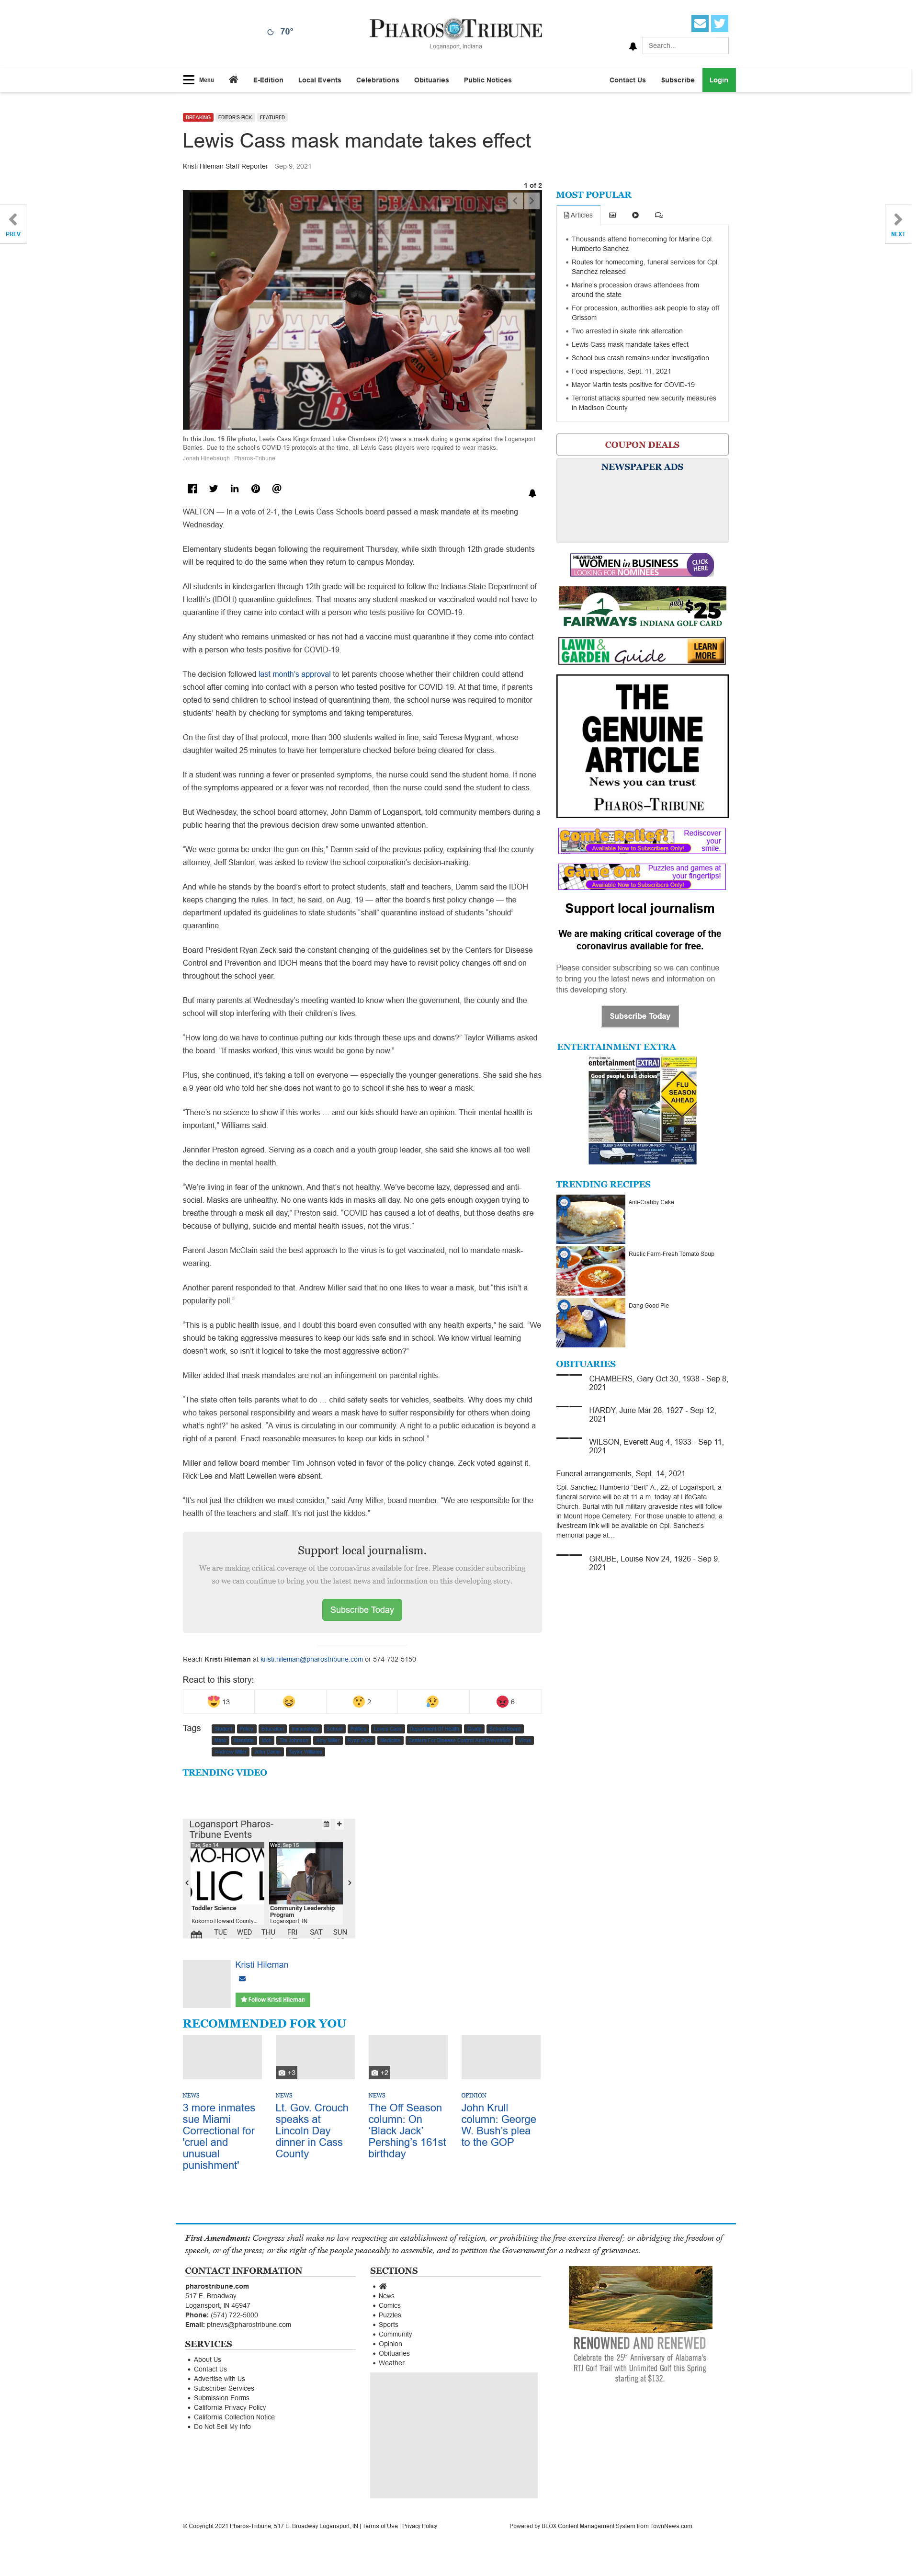 70°
PHAROS TRIBUNE
Logansport, Indiana
Search...
Menu
E-Edition
Local Events
Celebrations
Obituaries
Public Notices
Contact Us
Subscribe
Login
BREAKING
EDITOR'S PICK
FEATURED
Lewis Cass mask mandate takes effect
Kristi Hileman Staff Reporter Sep 9, 2021
PREV
NEXT
1 of 2
In this Jan. 16 file photo, Lewis Cass Kings forward Luke Chambers (24) wears a mask during a game against the Logansport
Berries. Due to the school's COVID-19 protocols at the time, all Lewis Cass players were required to wear masks.
Jonah Hinebaugh | Pharos-Tribune
WALTON — In a vote of 2-1, the Lewis Cass Schools board passed a mask mandate at its meeting
Wednesday.
Elementary students began following the requirement Thursday, while sixth through 12th grade students
will be required to do the same when they return to campus Monday.
All students in kindergarten through 12th grade will be required to follow the Indiana State Department of
Health's (IDOH) quarantine guidelines. That means any student masked or vaccinated would not have to
quarantine if they came into contact with a person who tests positive for COVID-19.
Any student who remains unmasked or has not had a vaccine must quarantine if they come into contact
with a person who tests positive for COVID-19.
The decision followed last month's approval to let parents choose whether their children could attend
school after coming into contact with a person who tested positive for COVID-19. At that time, if parents
opted to send children to school instead of quarantining them, the school nurse was required to monitor
students' health by checking for symptoms and taking temperatures.
On the first day of that protocol, more than 300 students waited in line, said Teresa Mygrant, whose
daughter waited 25 minutes to have her temperature checked before being cleared for class.
If a student was running a fever or presented symptoms, the nurse could send the student home. If none
of the symptoms appeared or a fever was not recorded, then the nurse could send the student to class.
But Wednesday, the school board attorney, John Damm of Logansport, told community members during a
public hearing that the previous decision drew some unwanted attention.
"We were gonna be under the gun on this," Damm said of the previous policy, explaining that the county
attorney, Jeff Stanton, was asked to review the school corporation's decision-making.
And while he stands by the board's effort to protect students, staff and teachers, Damm said the IDOH
keeps changing the rules. In fact, he said, on Aug. 19 — after the board's first policy change — the
department updated its guidelines to state students "shall" quarantine instead of students "should"
quarantine.
Board President Ryan Zeck said the constant changing of the guidelines set by the Centers for Disease
Control and Prevention and IDOH means that the board may have to revisit policy changes off and on
throughout the school year.
But many parents at Wednesday's meeting wanted to know when the government, the county and the
school will stop interfering with their children's lives.
"How long do we have to continue putting our kids through these ups and downs?" Taylor Williams asked
the board. "If masks worked, this virus would be gone by now."
Plus, she continued, it's taking a toll on everyone — especially the younger generations. She said she has
a 9-year-old who told her she does not want to go to school if she has to wear a mask.
"There's no science to show if this works … and our kids should have an opinion. Their mental health is
important," Williams said.
Jennifer Preston agreed. Serving as a coach and a youth group leader, she said she knows all too well
the decline in mental health.
"We're living in fear of the unknown. And that's not healthy. We've become lazy, depressed and anti-
social. Masks are unhealthy. No one wants kids in masks all day. No one gets enough oxygen trying to
breathe through a mask all day," Preston said. "COVID has caused a lot of deaths, but those deaths are
because of bullying, suicide and mental health issues, not the virus."
Parent Jason McClain said the best approach to the virus is to get vaccinated, not to mandate mask-
wearing.
Another parent responded to that. Andrew Miller said that no one likes to wear a mask, but "this isn't a
popularity poll."
"This is a public health issue, and I doubt this board even consulted with any health experts," he said. "We
should be taking aggressive measures to keep our kids safe and in school. We know virtual learning
doesn't work, so isn't it logical to take the most aggressive action?"
Miller added that mask mandates are not an infringement on parental rights.
"The state often tells parents what to do … child safety seats for vehicles, seatbelts. Why does my child
who takes personal responsibility and wears a mask have to suffer responsibility for others when doing
what's right?" he asked. "A virus is circulating in our community. A right to a public education is beyond a
right of a parent. Enact reasonable measures to keep our kids in school."
Miller and fellow board member Tim Johnson voted in favor of the policy change. Zeck voted against it.
Rick Lee and Matt Lewellen were absent.
"It's not just the children we must consider," said Amy Miller, board member. "We are responsible for the
health of the teachers and staff. It's not just the kiddos."
Support local journalism.
We are making critical coverage of the coronavirus available for free. Please consider subscribing
so we can continue to bring you the latest news and information on this developing story.
Subscribe Today
Reach Kristi Hileman at kristi.hileman@pharostribune.com or 574-732-5150
React to this story:
13
2
6
Tags
TRENDING VIDEO
Logansport Pharos-
Tribune Events
Tue, Sep 14
Wed, Sep 15
Toddler Science
Kokomo Howard County...
Community Leadership
Program
Logansport, IN
TUE WED THU FRI SAT SUN
Kristi Hileman
Follow Kristi Hileman
RECOMMENDED FOR YOU
+3
+2
NEWS
3 more inmates
sue Miami
Correctional for
'cruel and
unusual
punishment'
NEWS
Lt. Gov. Crouch
speaks at
Lincoln Day
dinner in Cass
County
NEWS
The Off Season
column: On
'Black Jack'
Pershing's 161st
birthday
OPINION
John Krull
column: George
W. Bush's plea
to the GOP
MOST POPULAR
Articles
Thousands attend homecoming for Marine Cpl.
Humberto Sanchez
Routes for homecoming, funeral services for Cpl.
Sanchez released
Marine's procession draws attendees from
around the state
For procession, authorities ask people to stay off
Grissom
Two arrested in skate rink altercation
Lewis Cass mask mandate takes effect
School bus crash remains under investigation
Food inspections, Sept. 11, 2021
Mayor Martin tests positive for COVID-19
Terrorist attacks spurred new security measures
in Madison County
COUPON DEALS
NEWSPAPER ADS
HEARTLAND
WOMEN in BUSINESS
LOOKING FOR NOMINEES
CLICK
HERE
only $25
FAIRWAYS INDIANA GOLF CARD
LAWN &
GARDEN Guide
LEARN
MORE
THE
GENUINE
ARTICLE
News you can trust
PHAROS-TRIBUNE
Comic Relief!
Available Now to Subscribers Only!
Rediscover
your
smile.
Game On!
Available Now to Subscribers Only!
Puzzles and games at
your fingertips!
Support local journalism
We are making critical coverage of the
coronavirus available for free.
Please consider subscribing so we can continue
to bring you the latest news and information on
this developing story.
Subscribe Today
ENTERTAINMENT EXTRA
entertainment EXTRA!
Good people, bad choices
FLU
SEASON
AHEAD
TRENDING RECIPES
Anti-Crabby Cake
Rustic Farm-Fresh Tomato Soup
Dang Good Pie
OBITUARIES
CHAMBERS, Gary Oct 30, 1938 - Sep 8,
2021
HARDY, June Mar 28, 1927 - Sep 12,
2021
WILSON, Everett Aug 4, 1933 - Sep 11,
2021
Funeral arrangements, Sept. 14, 2021
Cpl. Sanchez, Humberto "Bert" A., 22, of Logansport, a
funeral service will be at 11 a.m. today at LifeGate
Church. Burial with full military graveside rites will follow
in Mount Hope Cemetery. For those unable to attend, a
livestream link will be available on Cpl. Sanchez's
memorial page at…
GRUBE, Louise Nov 24, 1926 - Sep 9,
2021
First Amendment: Congress shall make no law respecting an establishment of religion, or prohibiting the free exercise thereof; or abridging the freedom of
speech, or of the press; or the right of the people peaceably to assemble, and to petition the Government for a redress of grievances.
CONTACT INFORMATION
pharostribune.com
517 E. Broadway
Logansport, IN 46947
Phone: (574) 722-5000
Email: ptnews@pharostribune.com
SERVICES
About Us
Contact Us
Advertise with Us
Subscriber Services
Submission Forms
California Privacy Policy
California Collection Notice
Do Not Sell My Info
SECTIONS
News
Comics
Puzzles
Sports
Community
Opinion
Obituaries
Weather
RENOWNED AND RENEWED
Celebrate the 25th Anniversary of Alabama's
RTJ Golf Trail with Unlimited Golf this Spring
starting at $132.
© Copyright 2021 Pharos-Tribune, 517 E. Broadway Logansport, IN | Terms of Use | Privacy Policy
Powered by BLOX Content Management System from TownNews.com.